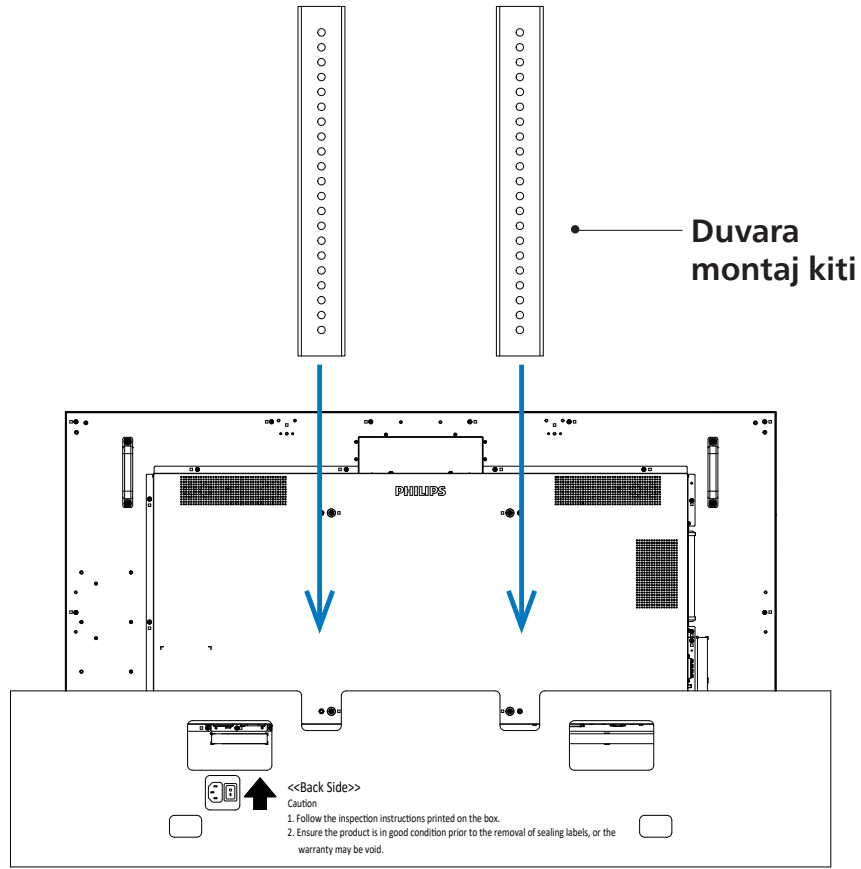 Duvara
montaj kiti
PHILIPS
<<Back Side>>
Caution
1. Follow the inspection instructions printed on the box.
2. Ensure the product is in good condition prior to the removal of sealing labels, or the
warranty may be void.